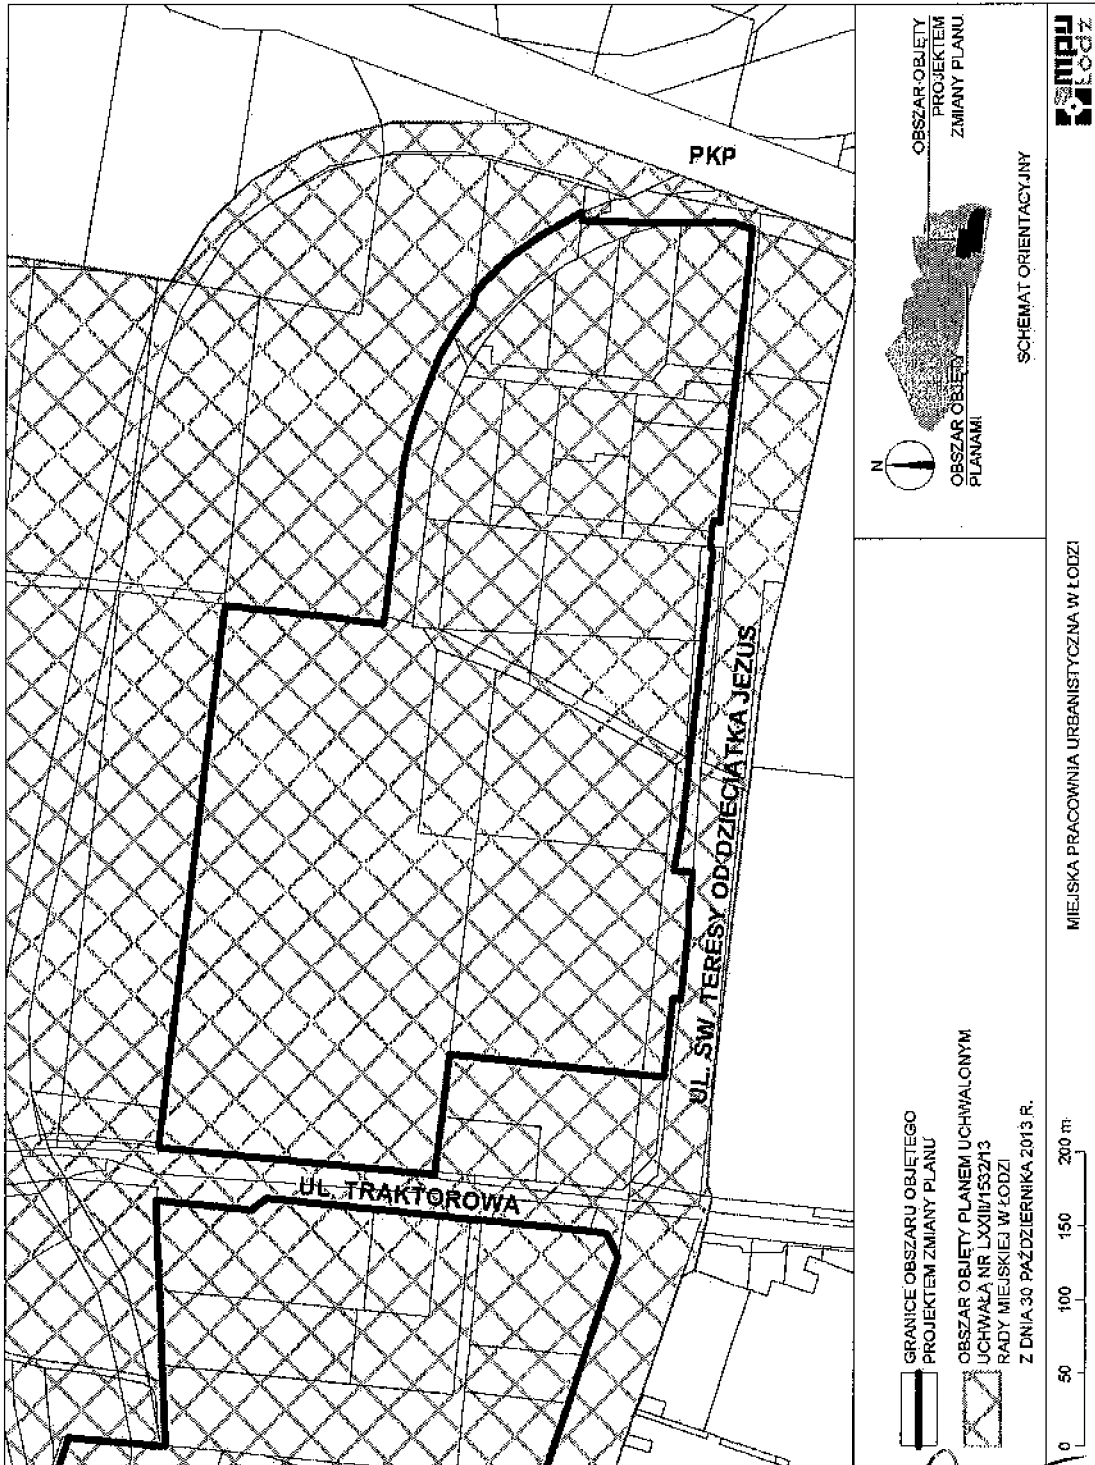 PKP
UL. TRAKTOROWA
UL. ŚW. TERESY OD DZIECIĄTKA JEZUS
GRANICE OBSZARU OBJĘTEGO
PROJEKTEM ZMIANY PLANU
OBSZAR OBJĘTY PLANEM UCHWALONYM
UCHWAŁĄ NR LXXIII/1532/13
RADY MIEJSKIEJ W ŁODZI
Z DNIA 30 PAŹDZIERNIKA 2013 R.
0 50 100 150 200 m
N
OBSZAR OBJĘTY
PLANAMI
OBSZAR OBJĘTY
PROJEKTEM
ZMIANY PLANU
SCHEMAT ORIENTACYJNY
MIEJSKA PRACOWNIA URBANISTYCZNA W ŁODZI
mpu
Łódź